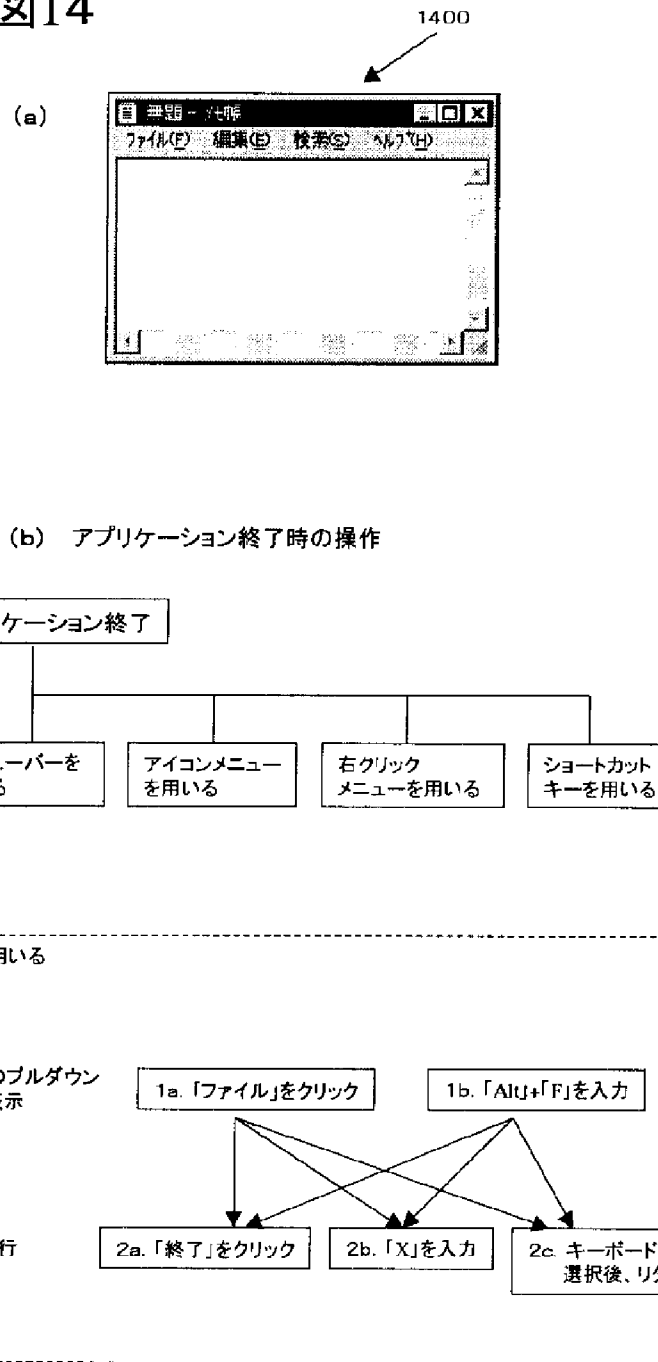 図14
1400
(a)
無題 - メモ帳
ファイル(F) 編集(E) 検索(S) ヘルプ(H)
(b) アプリケーション終了時の操作
ケーション終了
ューバーを
る
アイコンメニュー
を用いる
右クリック
メニューを用いる
ショートカット
キーを用いる
用いる
のプルダウン
表示
1a.「ファイル」をクリック
1b.「Alt」+「F」を入力
行
2a.「終了」をクリック
2b.「X」を入力
2c. キーボード
選択後、リ